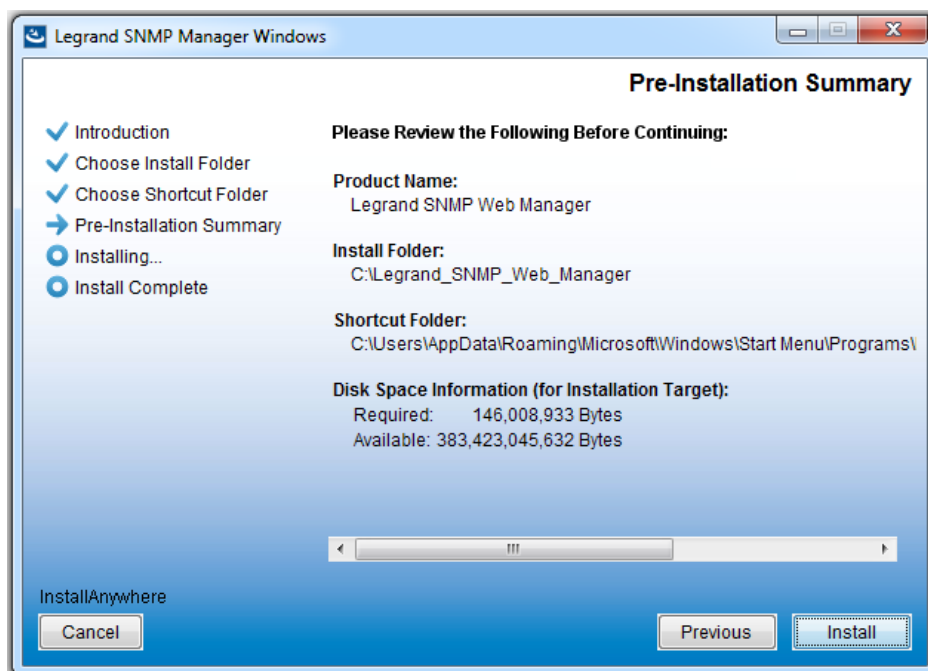 Legrand SNMP Manager Windows
Pre-Installation Summary
Introduction
Choose Install Folder
Choose Shortcut Folder
Pre-Installation Summary
Installing...
Install Complete
Please Review the Following Before Continuing:
Product Name:
Legrand SNMP Web Manager
Install Folder:
C:\Legrand_SNMP_Web_Manager
Shortcut Folder:
C:\Users\AppData\Roaming\Microsoft\Windows\Start Menu\Programs\
Disk Space Information (for Installation Target):
Required: 146,008,933 Bytes
Available: 383,423,045,632 Bytes
InstallAnywhere
Cancel
Previous
Install